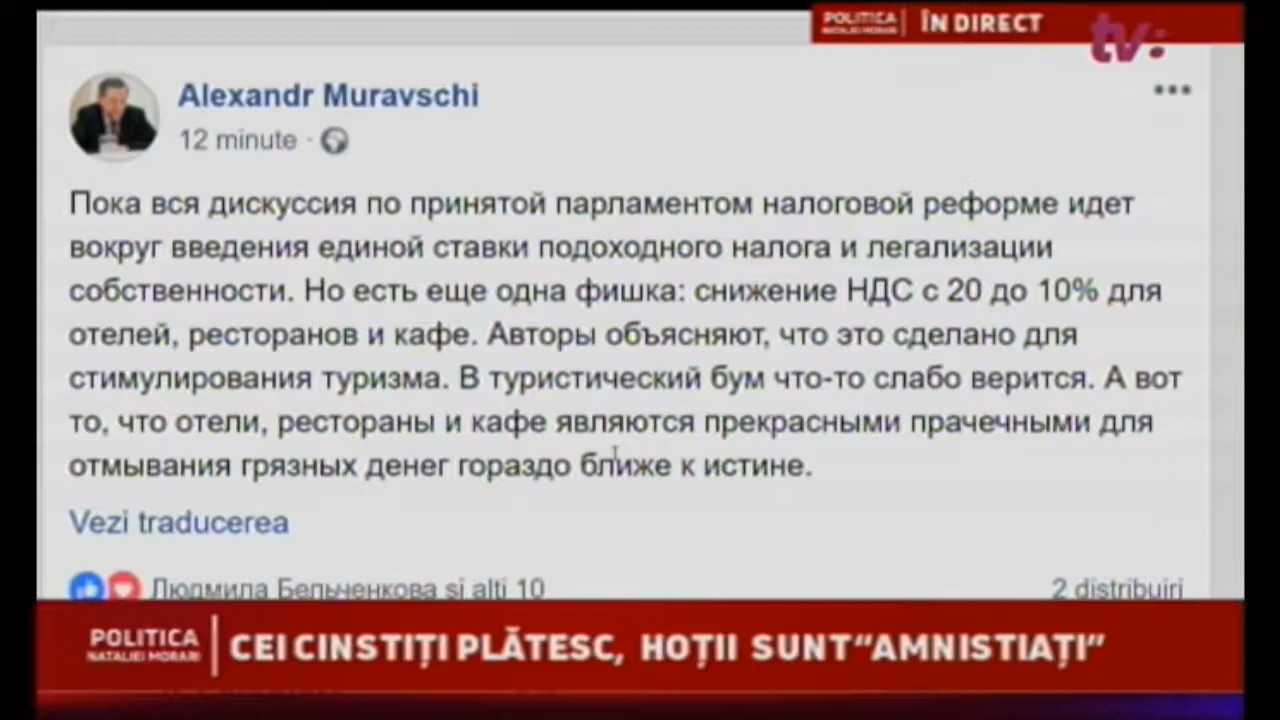 POLITICA
NATALIEI MORARI
ÎN DIRECT
tv:
Alexandr Muravschi
12 minute ·
Пока вся дискуссия по принятой парламентом налоговой реформе идет
вокруг введения единой ставки подоходного налога и легализации
собственности. Но есть еще одна фишка: снижение НДС с 20 до 10% для
отелей, ресторанов и кафе. Авторы объясняют, что это сделано для
стимулирования туризма. В туристический бум что-то слабо верится. А вот
то, что отели, рестораны и кафе являются прекрасными прачечными для
отмывания грязных денег гораздо ближе к истине.
Vezi traducerea
Людмила Бельченкова și alți 10
2 distribuiri
POLITICA
NATALIEI MORARI
CEI CINSTIȚI PLĂTESC, HOȚII SUNT "AMNISTIAȚI"